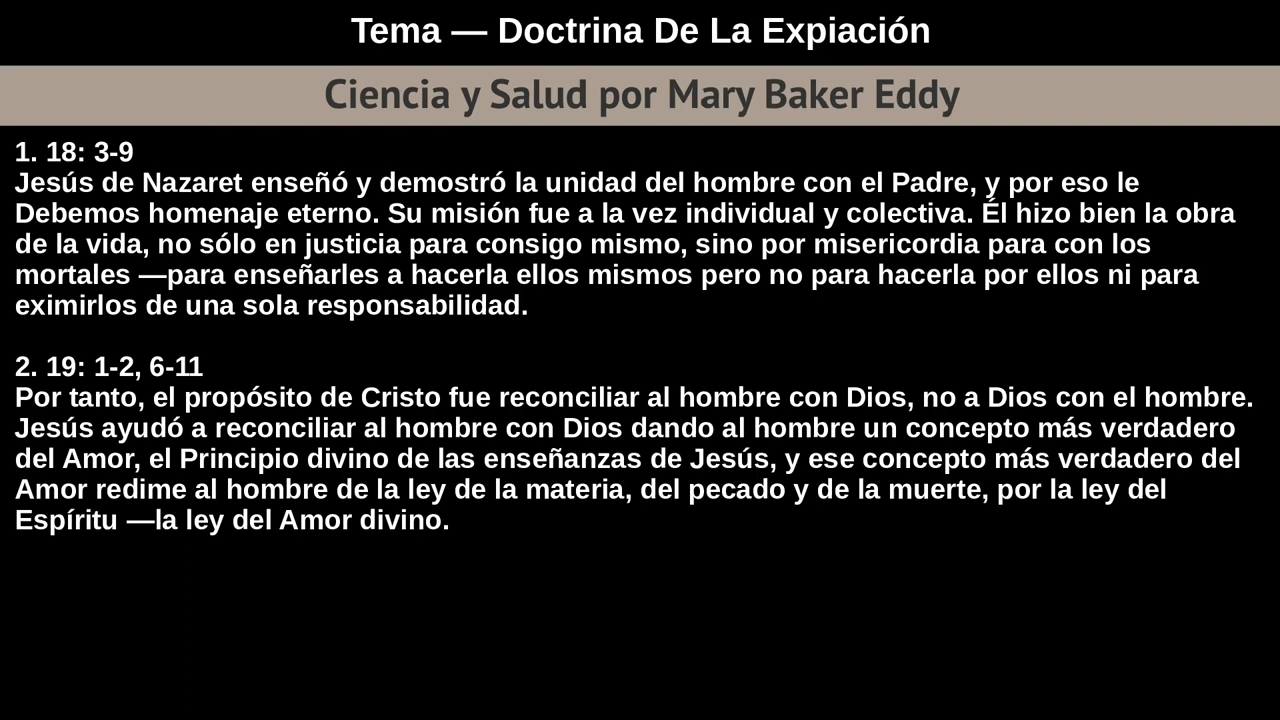 Tema — Doctrina De La Expiación
Ciencia y Salud por Mary Baker Eddy
1. 18: 3-9
Jesús de Nazaret enseñó y demostró la unidad del hombre con el Padre, y por eso le
Debemos homenaje eterno. Su misión fue a la vez individual y colectiva. Él hizo bien la obra
de la vida, no sólo en justicia para consigo mismo, sino por misericordia para con los
mortales —para enseñarles a hacerla ellos mismos pero no para hacerla por ellos ni para
eximirlos de una sola responsabilidad.
2. 19: 1-2, 6-11
Por tanto, el propósito de Cristo fue reconciliar al hombre con Dios, no a Dios con el hombre.
Jesús ayudó a reconciliar al hombre con Dios dando al hombre un concepto más verdadero
del Amor, el Principio divino de las enseñanzas de Jesús, y ese concepto más verdadero del
Amor redime al hombre de la ley de la materia, del pecado y de la muerte, por la ley del
Espíritu —la ley del Amor divino.